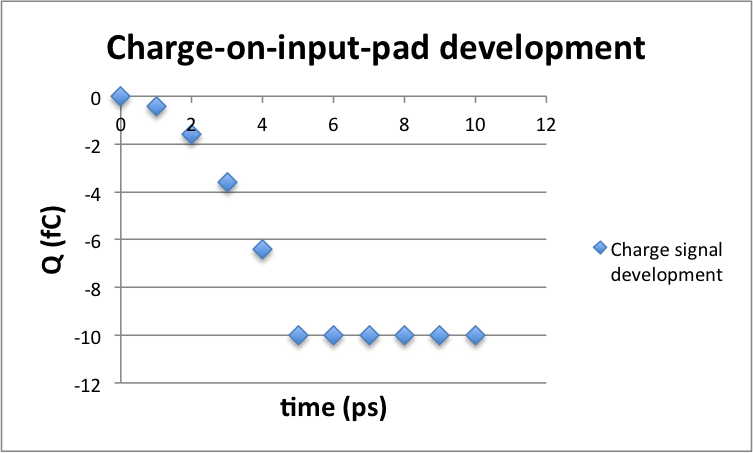 Charge-on-input-pad development
0
0 2 4 6 8 10 12
-2
-4
-6
-8
-10
-12
Q (fC)
time (ps)
Charge signal
development